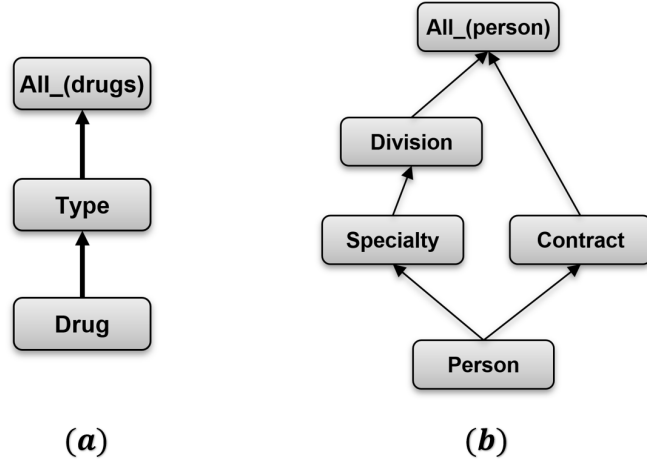 All_(drugs)
Type
Drug
(a)
All_(person)
Division
Specialty
Contract
Person
(b)